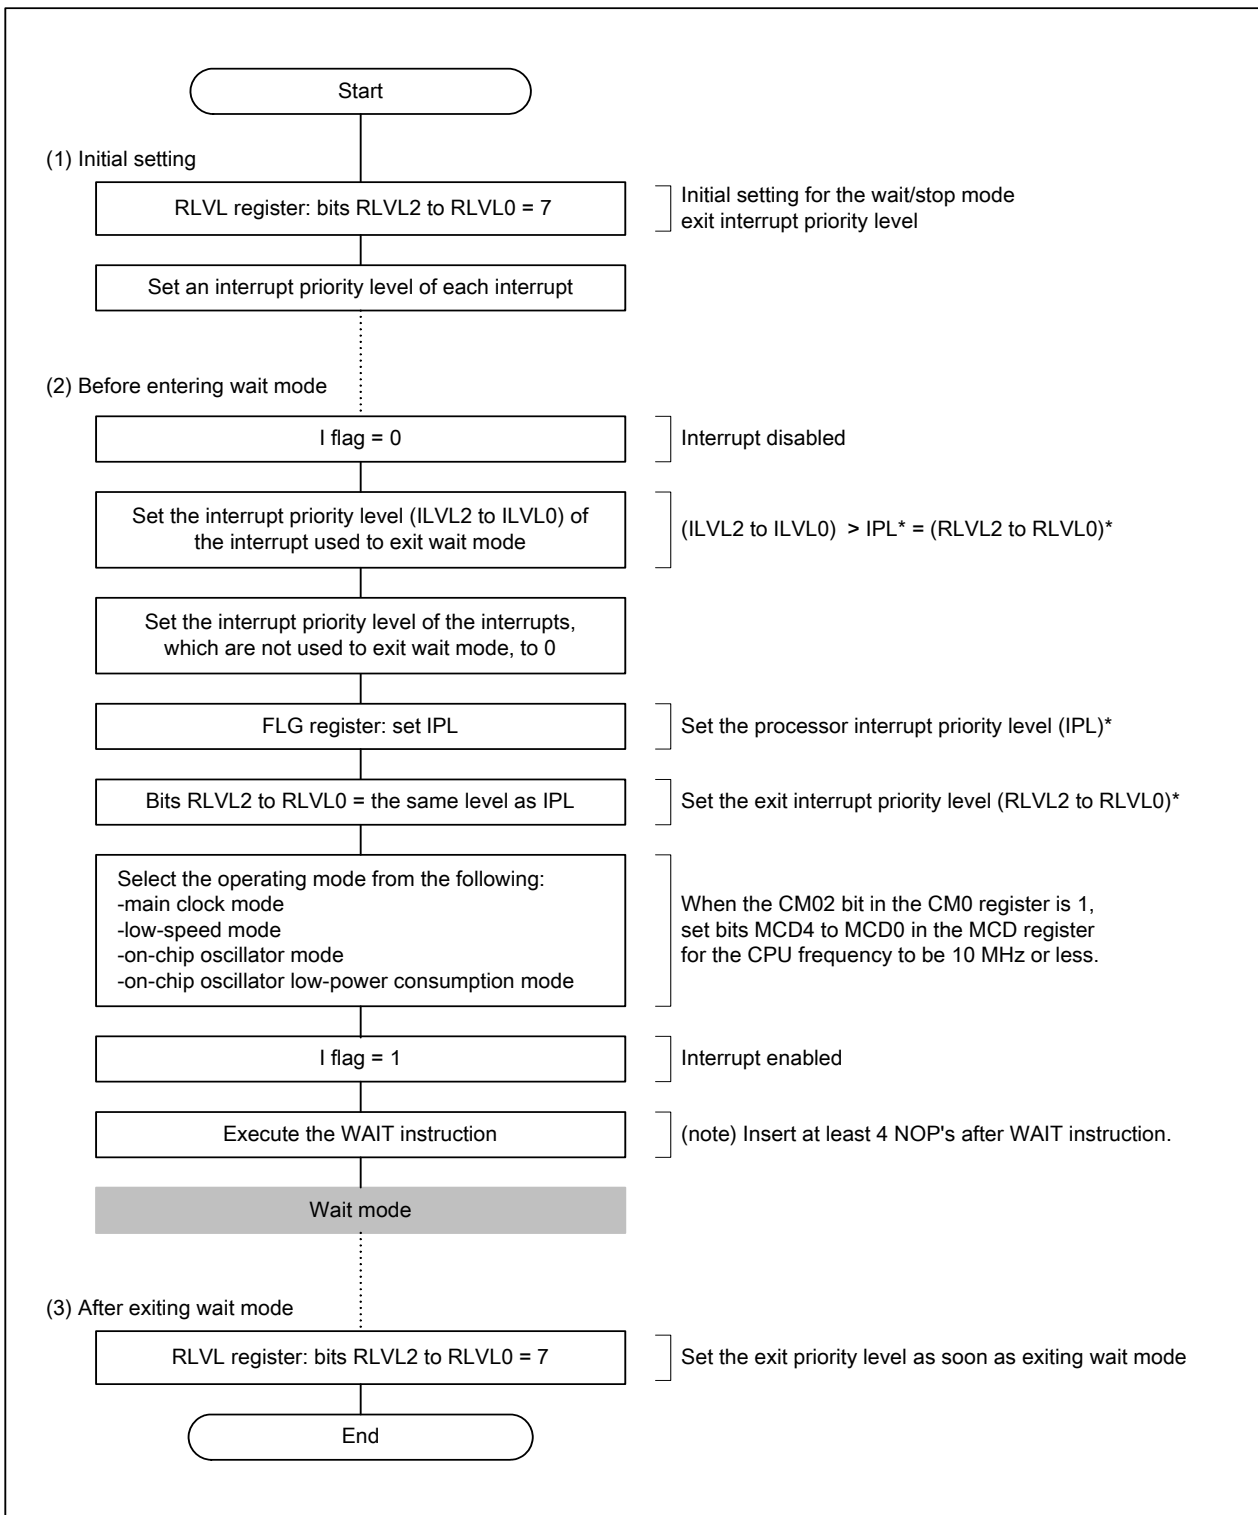 Start
(1) Initial setting
RLVL register: bits RLVL2 to RLVL0 = 7
Initial setting for the wait/stop mode
exit interrupt priority level
Set an interrupt priority level of each interrupt
(2) Before entering wait mode
I flag = 0
Interrupt disabled
Set the interrupt priority level (ILVL2 to ILVL0) of
the interrupt used to exit wait mode
(ILVL2 to ILVL0) > IPL* = (RLVL2 to RLVL0)*
Set the interrupt priority level of the interrupts,
which are not used to exit wait mode, to 0
FLG register: set IPL
Set the processor interrupt priority level (IPL)*
Bits RLVL2 to RLVL0 = the same level as IPL
Set the exit interrupt priority level (RLVL2 to RLVL0)*
Select the operating mode from the following:
-main clock mode
-low-speed mode
-on-chip oscillator mode
-on-chip oscillator low-power consumption mode
When the CM02 bit in the CM0 register is 1,
set bits MCD4 to MCD0 in the MCD register
for the CPU frequency to be 10 MHz or less.
I flag = 1
Interrupt enabled
Execute the WAIT instruction
(note) Insert at least 4 NOP's after WAIT instruction.
Wait mode
(3) After exiting wait mode
RLVL register: bits RLVL2 to RLVL0 = 7
Set the exit priority level as soon as exiting wait mode
End